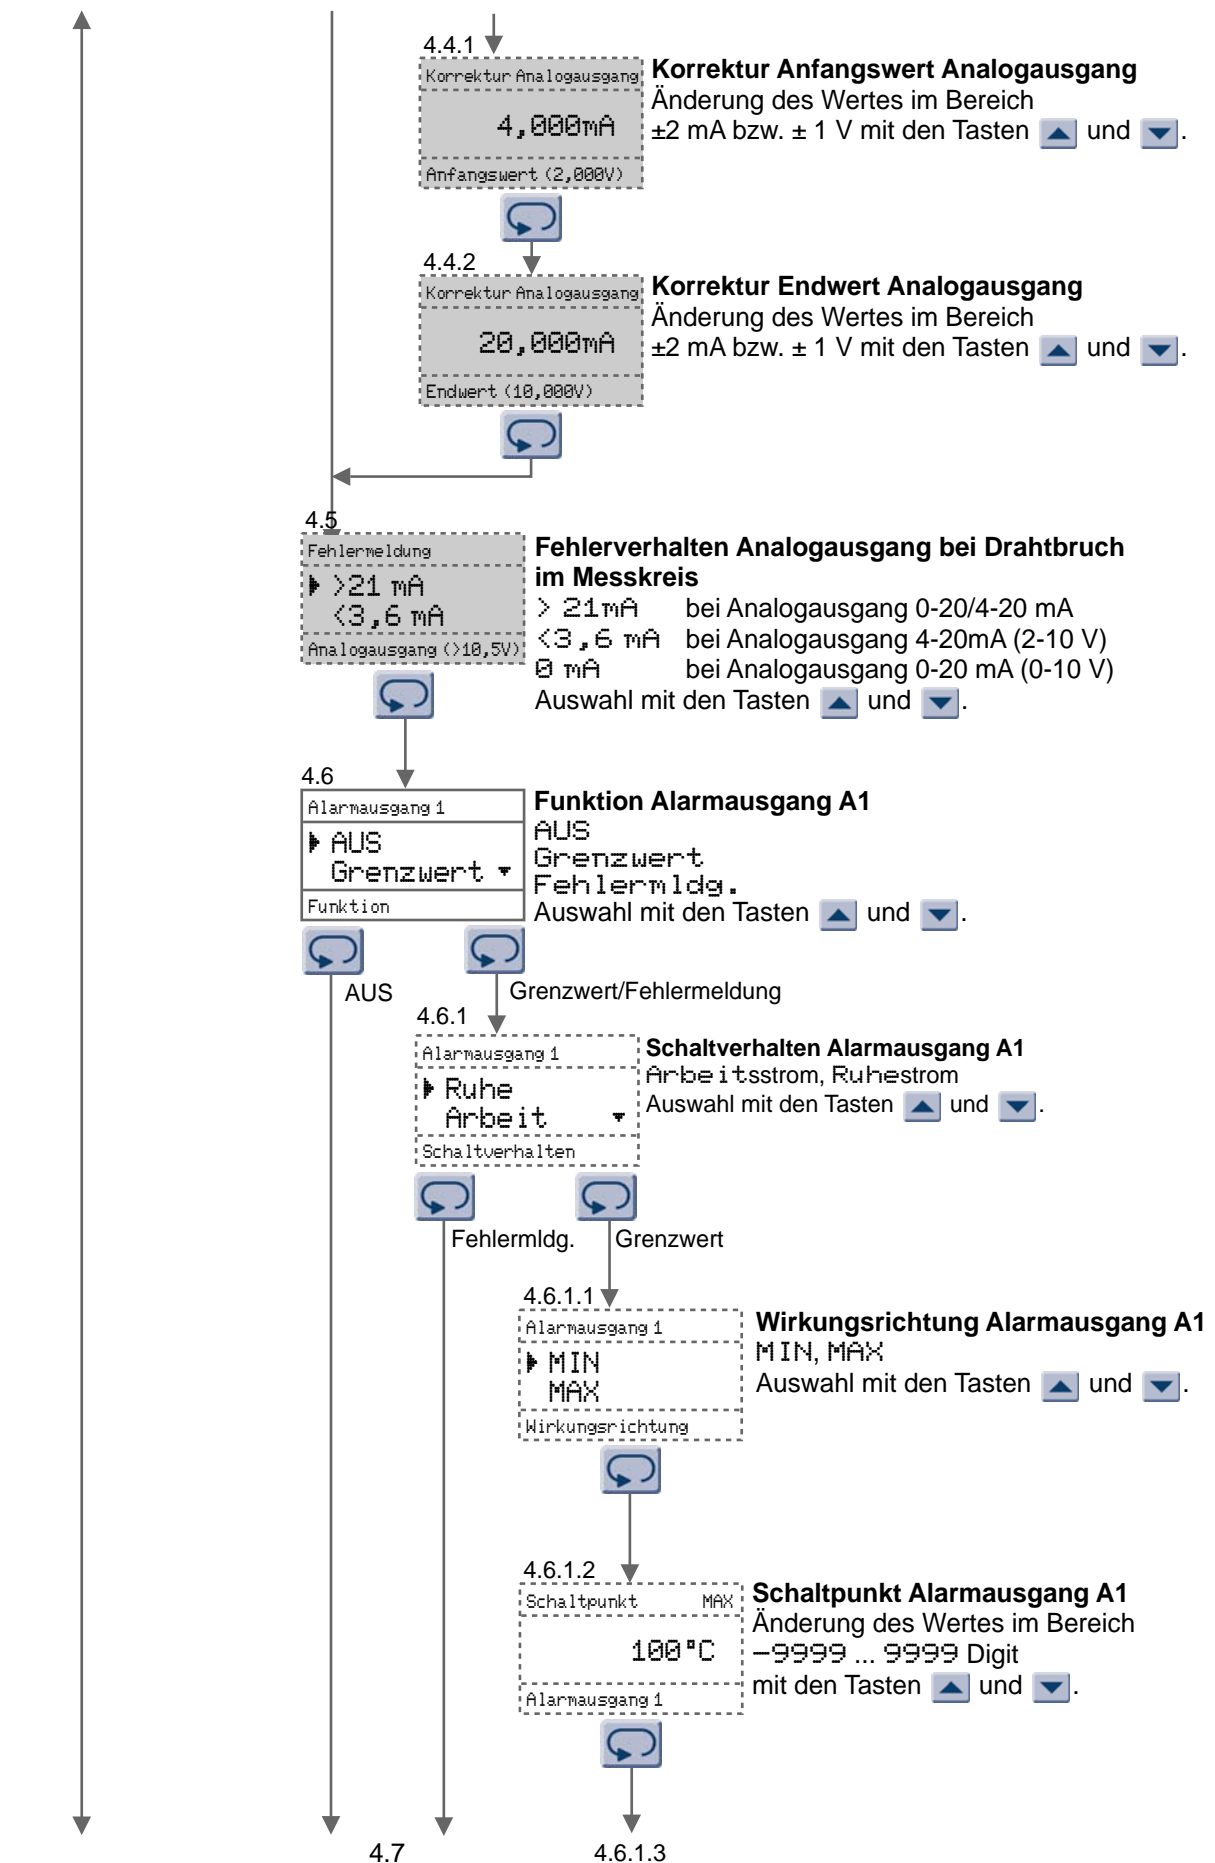 4.4.1
Korrektur Analogausgang
4,000mA
Anfangswert (2,000V)
Korrektur Anfangswert Analogausgang
Änderung des Wertes im Bereich
±2 mA bzw. ± 1 V mit den Tasten und .
4.4.2
Korrektur Analogausgang
20,000mA
Endwert (10,000V)
Korrektur Endwert Analogausgang
Änderung des Wertes im Bereich
±2 mA bzw. ± 1 V mit den Tasten und .
4.5
Fehlermeldung
>21 mA
<3,6 mA
Analogausgang (>10,5V)
Fehlerverhalten Analogausgang bei Drahtbruch
im Messkreis
> 21mA bei Analogausgang 0-20/4-20 mA
<3,6 mA bei Analogausgang 4-20mA (2-10 V)
0 mA bei Analogausgang 0-20 mA (0-10 V)
Auswahl mit den Tasten und .
4.6
Alarmausgang 1
AUS
Grenzwert
Funktion
Funktion Alarmausgang A1
AUS
Grenzwert
Fehlermldg.
Auswahl mit den Tasten und .
AUS
Grenzwert/Fehlermeldung
4.6.1
Alarmausgang 1
Ruhe
Arbeit
Schaltverhalten
Schaltverhalten Alarmausgang A1
Arbeitsstrom, Ruhestrom
Auswahl mit den Tasten und .
Fehlermldg.
Grenzwert
4.6.1.1
Alarmausgang 1
MIN
MAX
Wirkungsrichtung
Wirkungsrichtung Alarmausgang A1
MIN, MAX
Auswahl mit den Tasten und .
4.6.1.2
Schaltpunkt MAX
100°C
Alarmausgang 1
Schaltpunkt Alarmausgang A1
Änderung des Wertes im Bereich
–9999 ... 9999 Digit
mit den Tasten und .
4.7
4.6.1.3